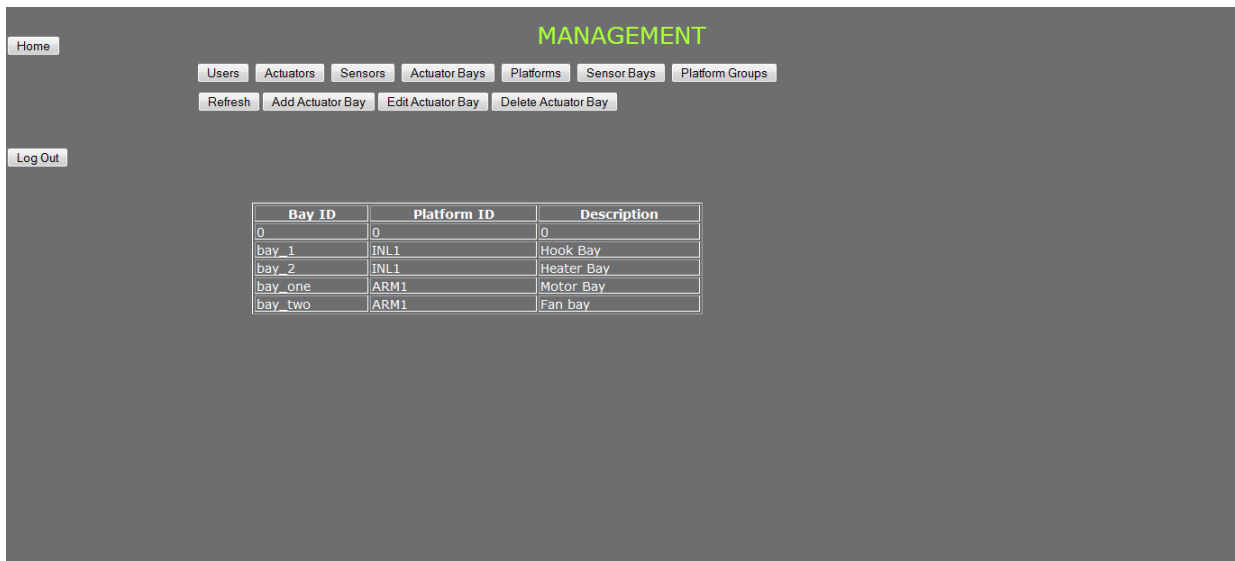 MANAGEMENT
Home
Users Actuators Sensors Actuator Bays Platforms Sensor Bays Platform Groups
Refresh Add Actuator Bay Edit Actuator Bay Delete Actuator Bay
Log Out
Bay ID Platform ID Description
0 0 0
bay_1 INL1 Hook Bay
bay_2 INL1 Heater Bay
bay_one ARM1 Motor Bay
bay_two ARM1 Fan bay